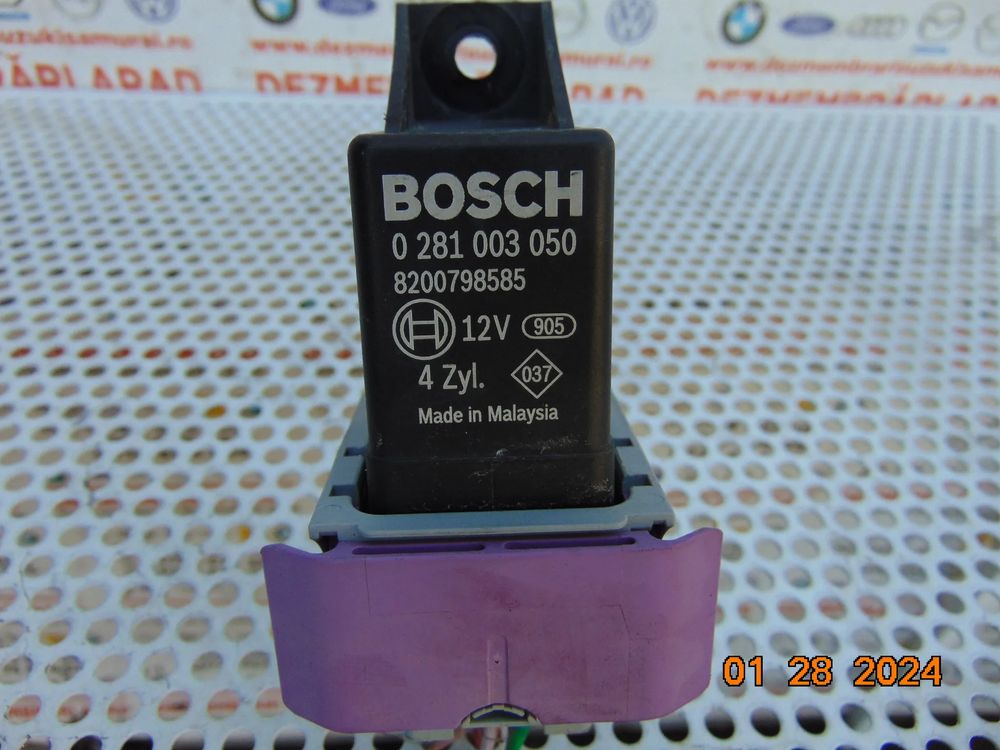 BOSCH
0 281 003 050
8200798585
12V 905
4 Zyl. 037
Made in Malaysia
01 28 2024